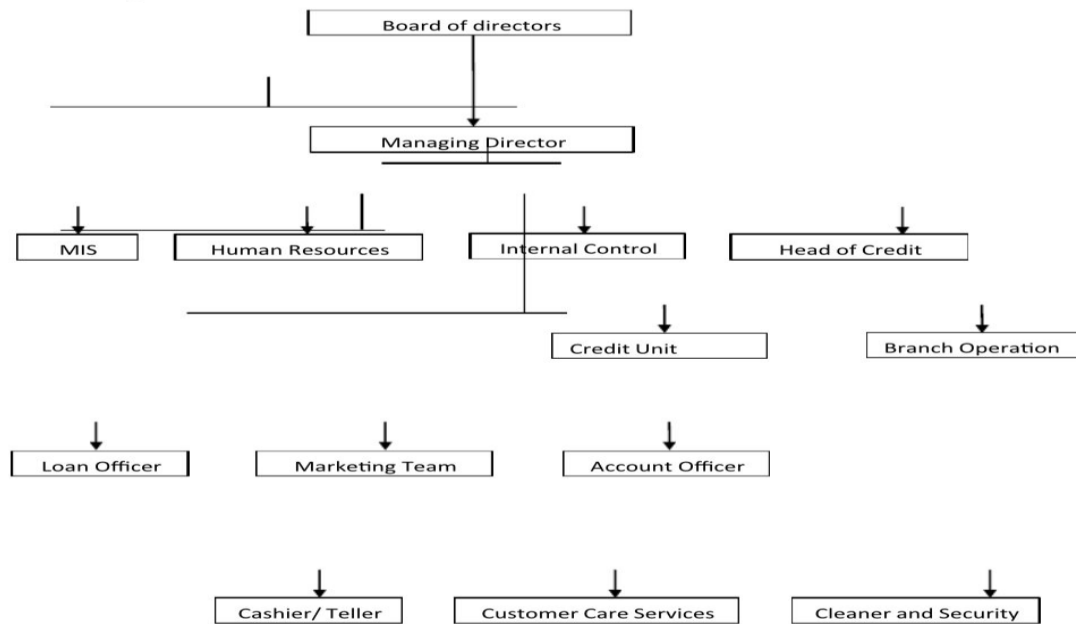 Board of directors
Managing Director
MIS
Human Resources
Internal Control
Head of Credit
Credit Unit
Branch Operation
Loan Officer
Marketing Team
Account Officer
Cashier/ Teller
Customer Care Services
Cleaner and Security